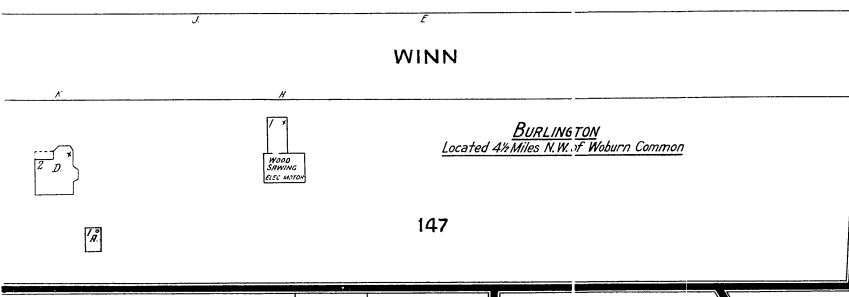 J. E
WINN
K H
1 x
BURLINGTON
Located 4½ Miles N.W. of Woburn Common
2 D. x
WOOD
SAWING
ELEC MOTOR
147
1 o
A.